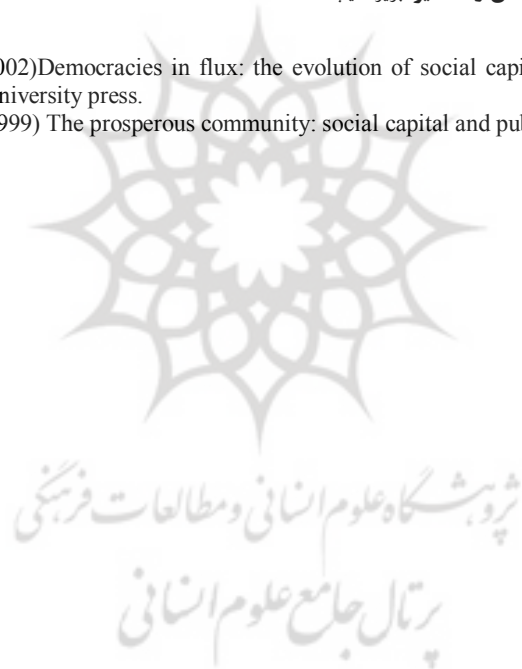 002)Democracies in flux: the evolution of social capi
niversity press.
999) The prosperous community: social capital and pub
پژوهشگاه علوم انسانی و مطالعات فرهنگی
پرتال جامع علوم انسانی